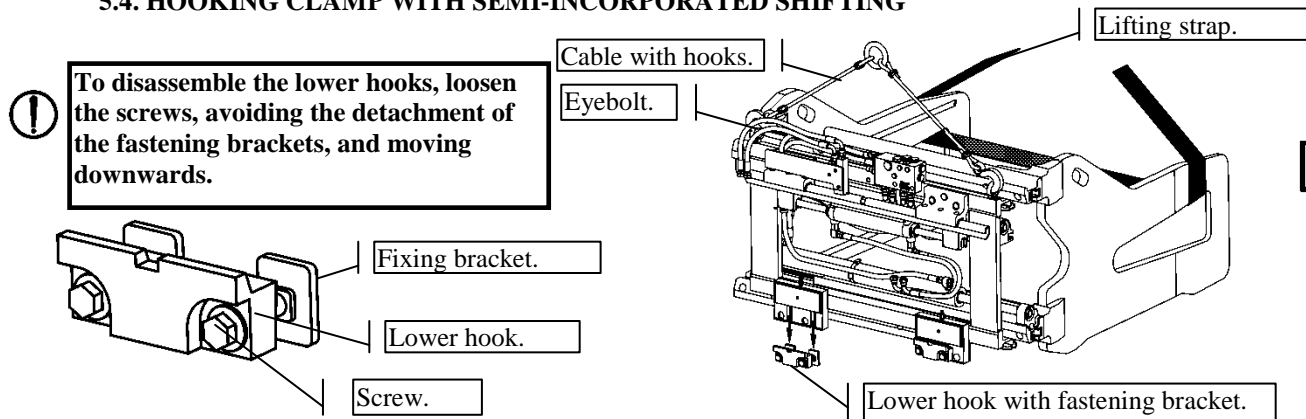 5.4. HOOKING CLAMP WITH SEMI-INCORPORATED SHIFTING
Lifting strap.
Cable with hooks.
Eyebolt.
To disassemble the lower hooks, loosen
the screws, avoiding the detachment of
the fastening brackets, and moving
downwards.
Fixing bracket.
Lower hook.
Screw.
Lower hook with fastening bracket.